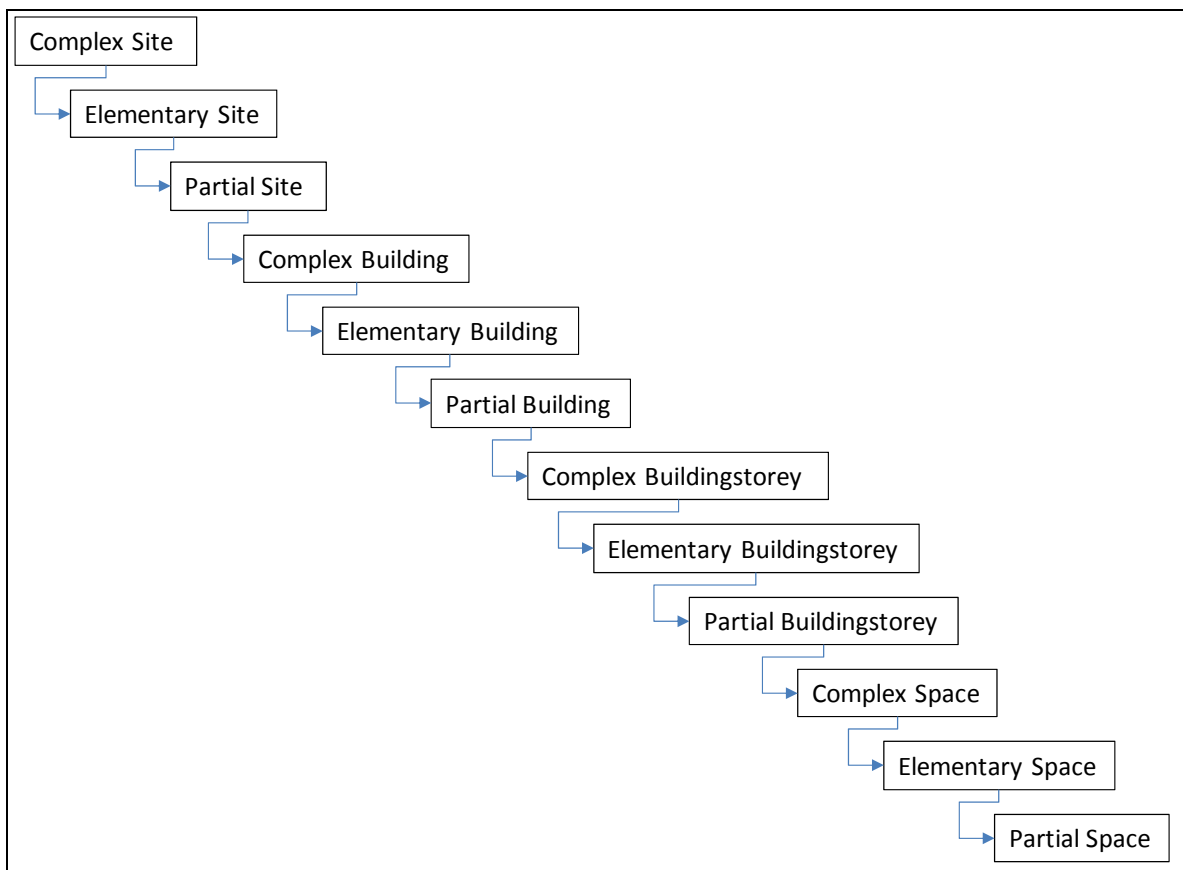 Complex Site
Elementary Site
Partial Site
Complex Building
Elementary Building
Partial Building
Complex Buildingstorey
Elementary Buildingstorey
Partial Buildingstorey
Complex Space
Elementary Space
Partial Space